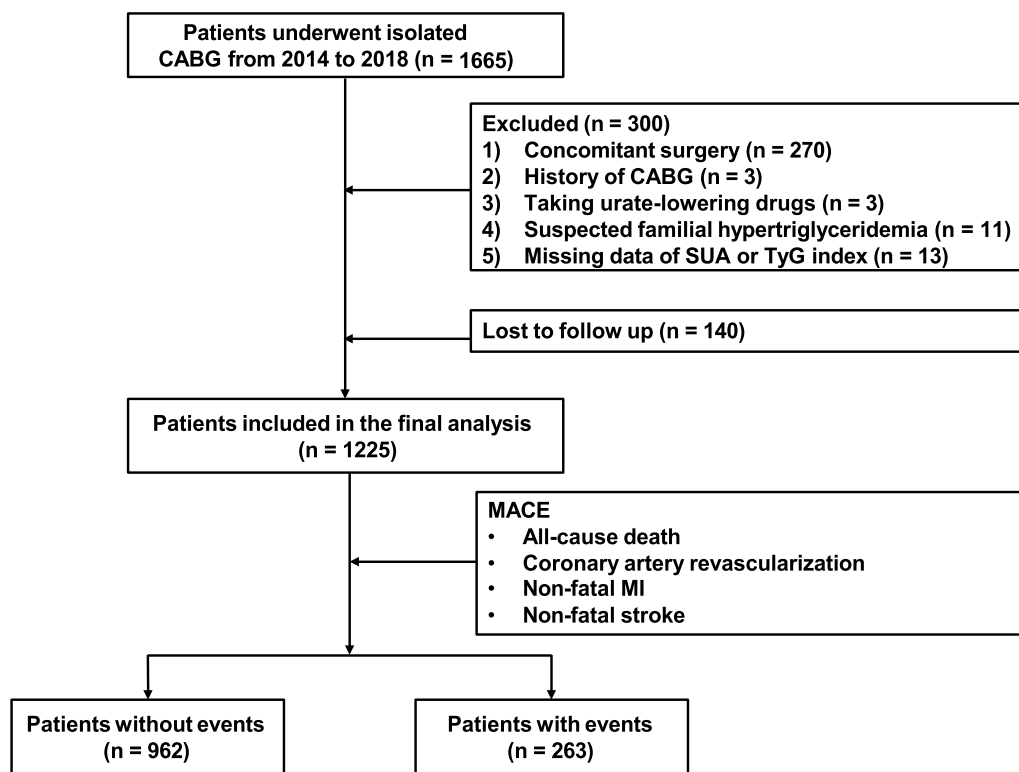 Patients underwent isolated
CABG from 2014 to 2018 (n = 1665)
Excluded (n = 300)
1) Concomitant surgery (n = 270)
2) History of CABG (n = 3)
3) Taking urate-lowering drugs (n = 3)
4) Suspected familial hypertriglyceridemia (n = 11)
5) Missing data of SUA or TyG index (n = 13)
Lost to follow up (n = 140)
Patients included in the final analysis
(n = 1225)
MACE
• All-cause death
• Coronary artery revascularization
• Non-fatal MI
• Non-fatal stroke
Patients without events
(n = 962)
Patients with events
(n = 263)